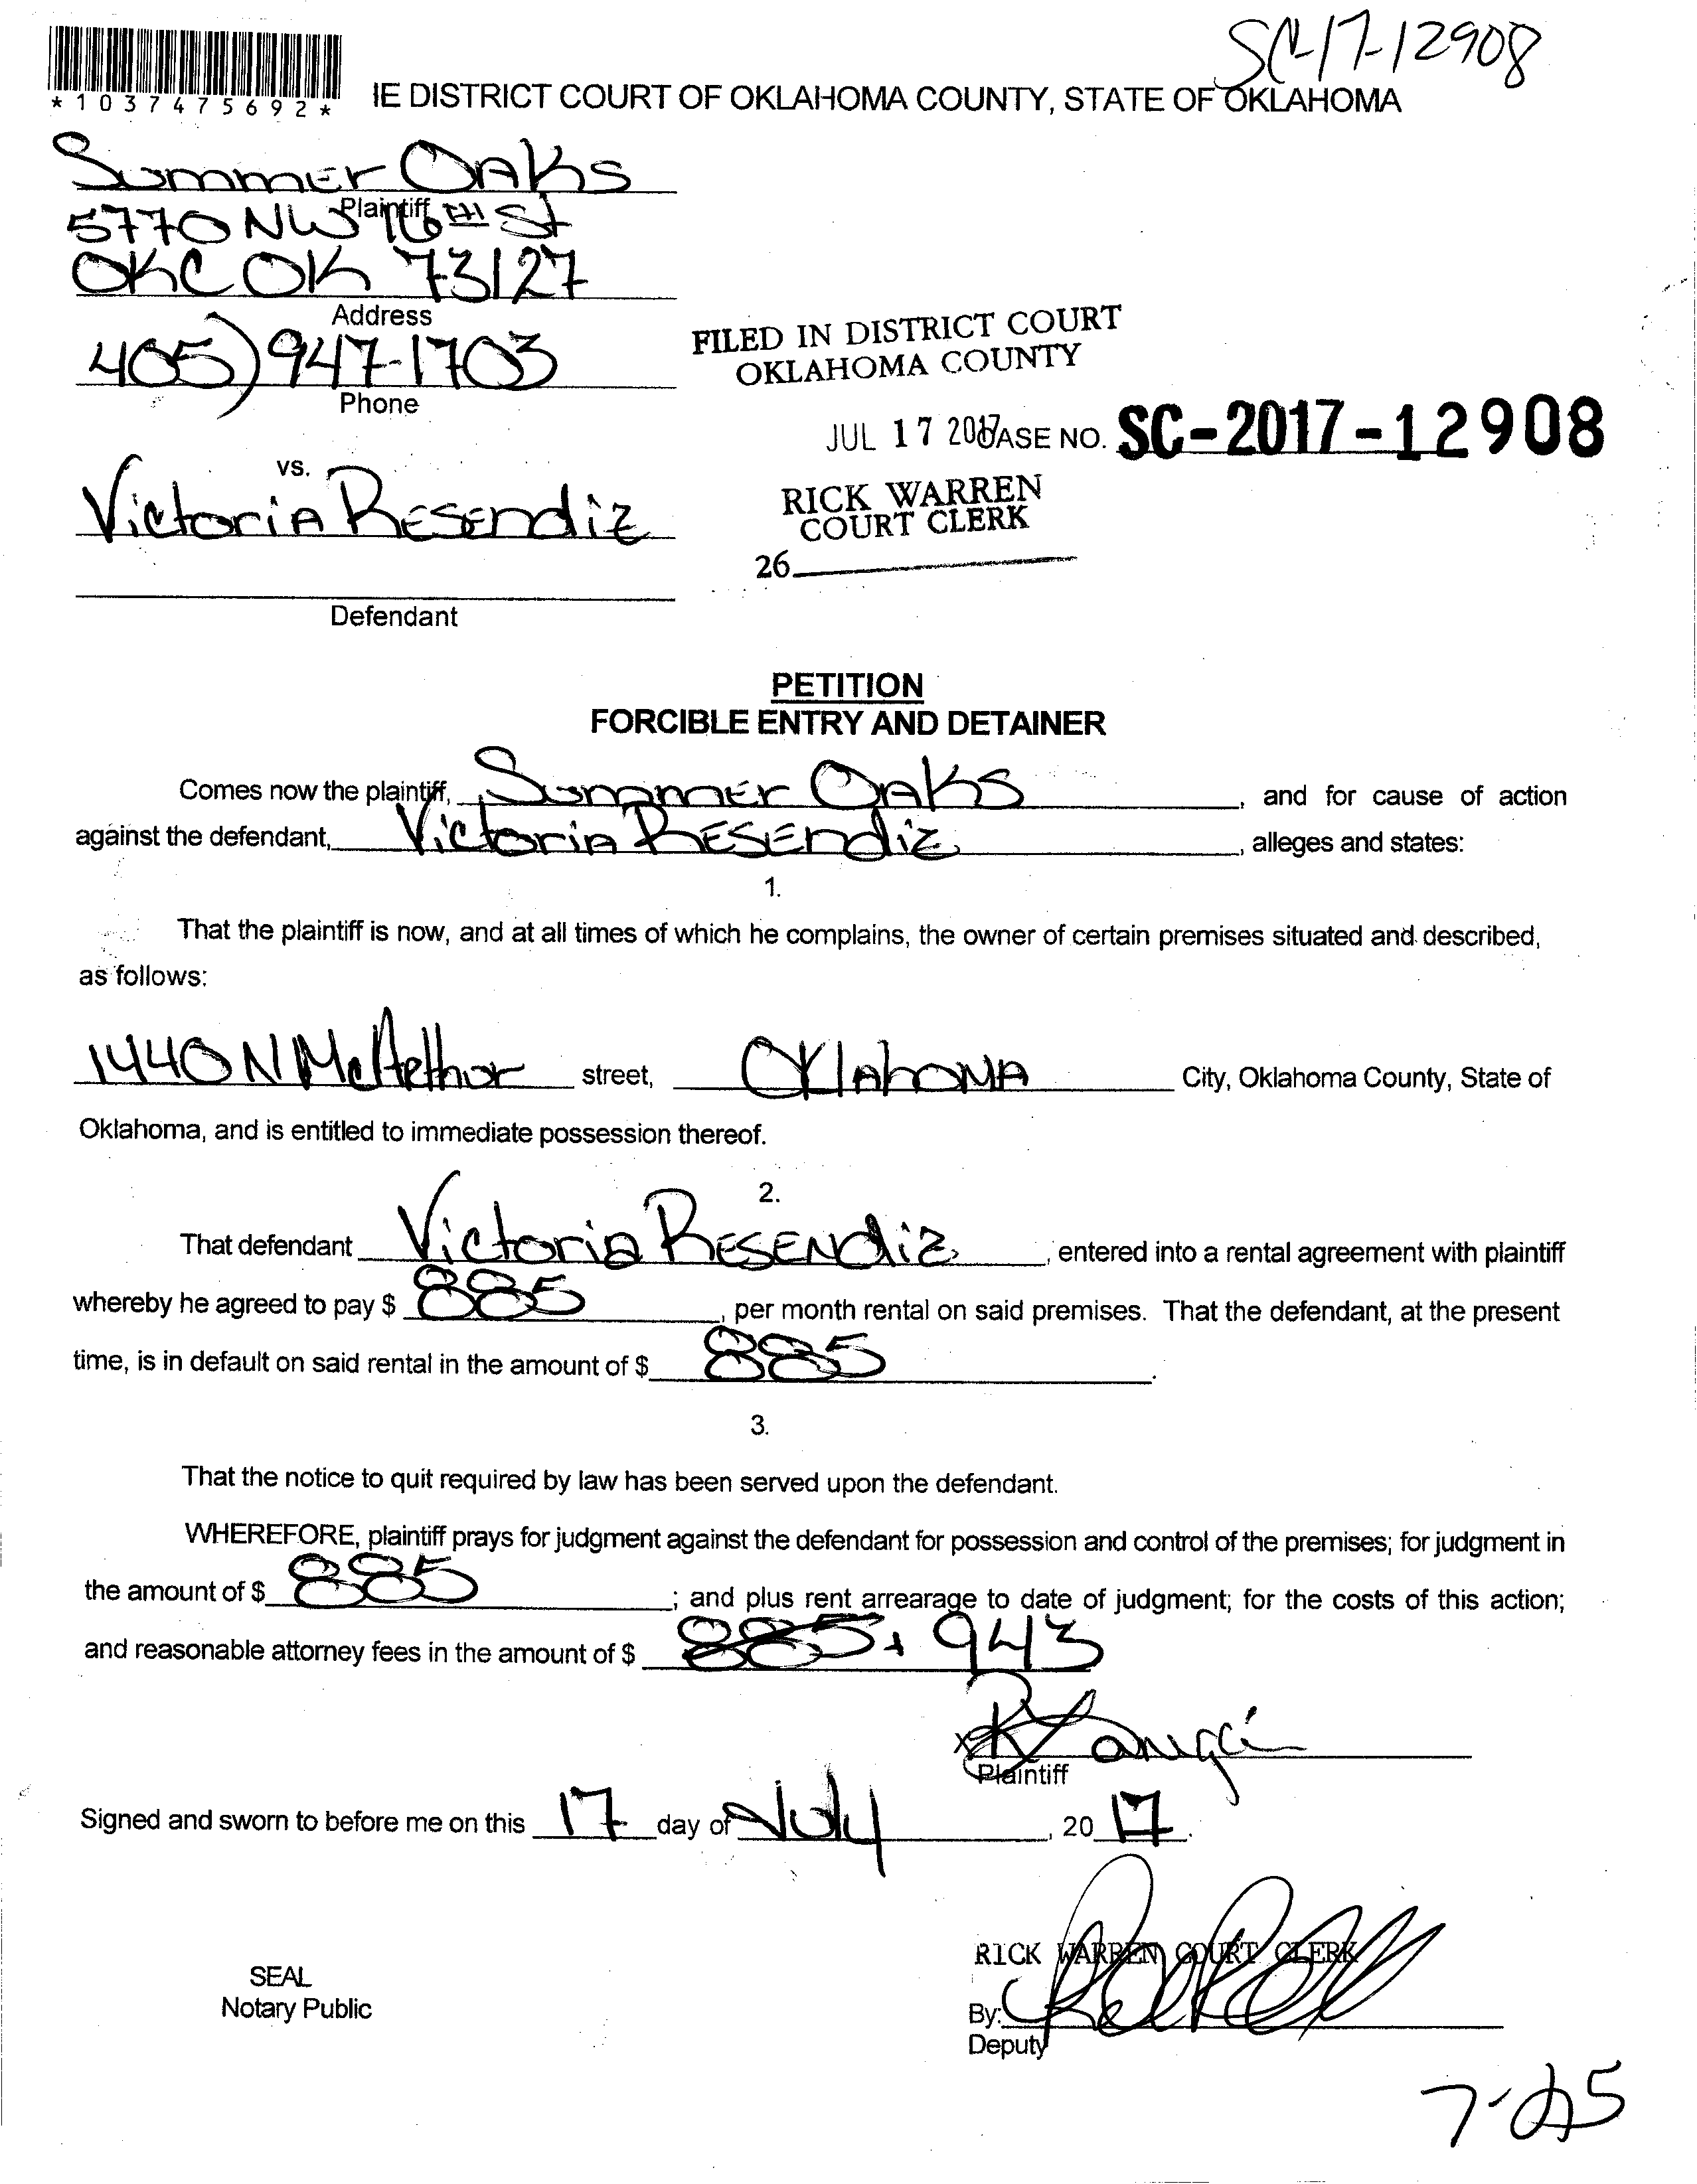 SC-17-12908
*1037475692*
IE DISTRICT COURT OF OKLAHOMA COUNTY, STATE OF OKLAHOMA
Summer Oaks
Plaintiff
5770 NW 16th St
OKC OK 73127
Address
405) 947-1703
Phone
FILED IN DISTRICT COURT
OKLAHOMA COUNTY
JUL 17 2017
CASE NO. SC-2017-12908
vs.
RICK WARREN
COURT CLERK
26
Victoria Resendiz
Defendant
PETITION
FORCIBLE ENTRY AND DETAINER
Comes now the plaintiff, Summer Oaks, and for cause of action
against the defendant, Victoria Resendiz, alleges and states:
1.
That the plaintiff is now, and at all times of which he complains, the owner of certain premises situated and described,
as follows:
1440 N McArthur street, Oklahoma City, Oklahoma County, State of
Oklahoma, and is entitled to immediate possession thereof.
2.
That defendant Victoria Resendiz, entered into a rental agreement with plaintiff
whereby he agreed to pay $ 885, per month rental on said premises. That the defendant, at the present
time, is in default on said rental in the amount of $ 885.
3.
That the notice to quit required by law has been served upon the defendant.
WHEREFORE, plaintiff prays for judgment against the defendant for possession and control of the premises; for judgment in
the amount of $ 885; and plus rent arrearage to date of judgment; for the costs of this action;
and reasonable attorney fees in the amount of $ 885 + 943
Plaintiff
Signed and sworn to before me on this 17 day of July, 2017.
RICK WARREN COURT CLERK
SEAL
Notary Public
By:
Deputy
7-25